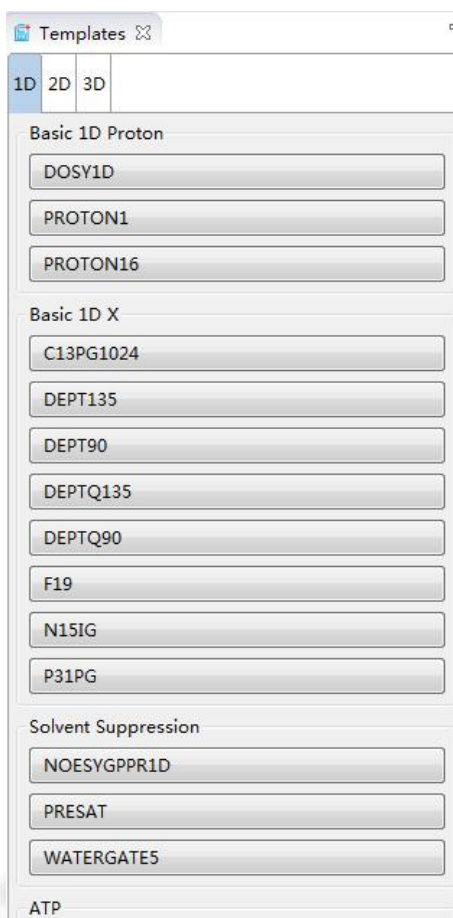 Templates
1D 2D 3D
Basic 1D Proton
DOSY1D
PROTON1
PROTON16
Basic 1D X
C13PG1024
DEPT135
DEPT90
DEPTQ135
DEPTQ90
F19
N15IG
P31PG
Solvent Suppression
NOESYGPPR1D
PRESAT
WATERGATE5
ATP